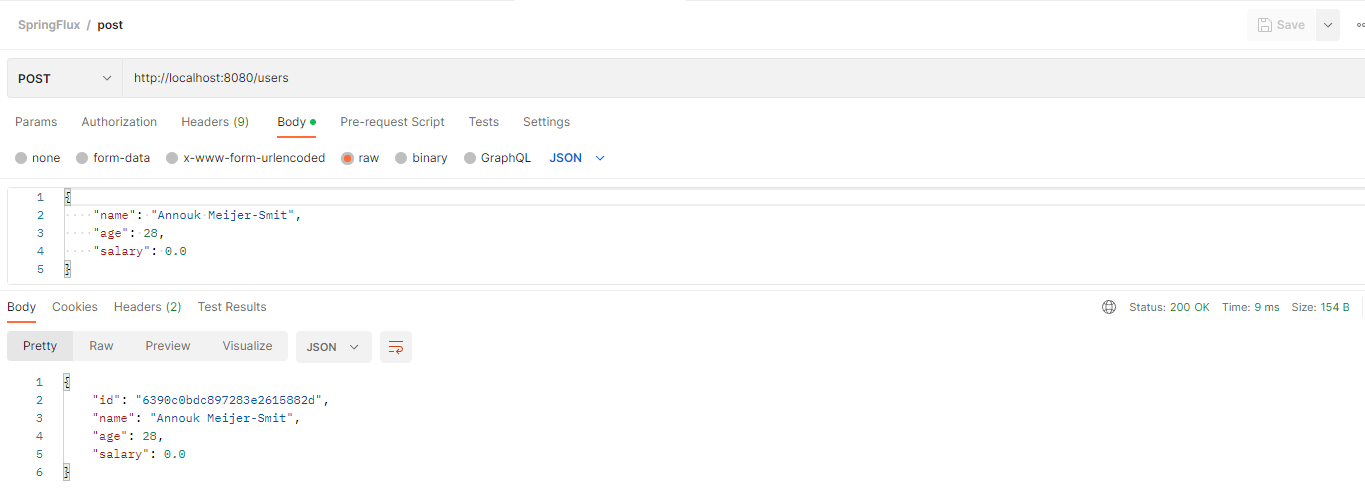 SpringFlux / post
Save
POST http://localhost:8080/users
Params Authorization Headers (9) Body Pre-request Script Tests Settings
none form-data x-www-form-urlencoded raw binary GraphQL JSON
1 {
2 "name": "Annouk Meijer-Smit",
3 "age": 28,
4 "salary": 0.0
5 }
Body Cookies Headers (2) Test Results Status: 200 OK Time: 9 ms Size: 154 B
Pretty Raw Preview Visualize JSON
1 {
2 "id": "6390c0bdc897283e2615882d",
3 "name": "Annouk Meijer-Smit",
4 "age": 28,
5 "salary": 0.0
6 }